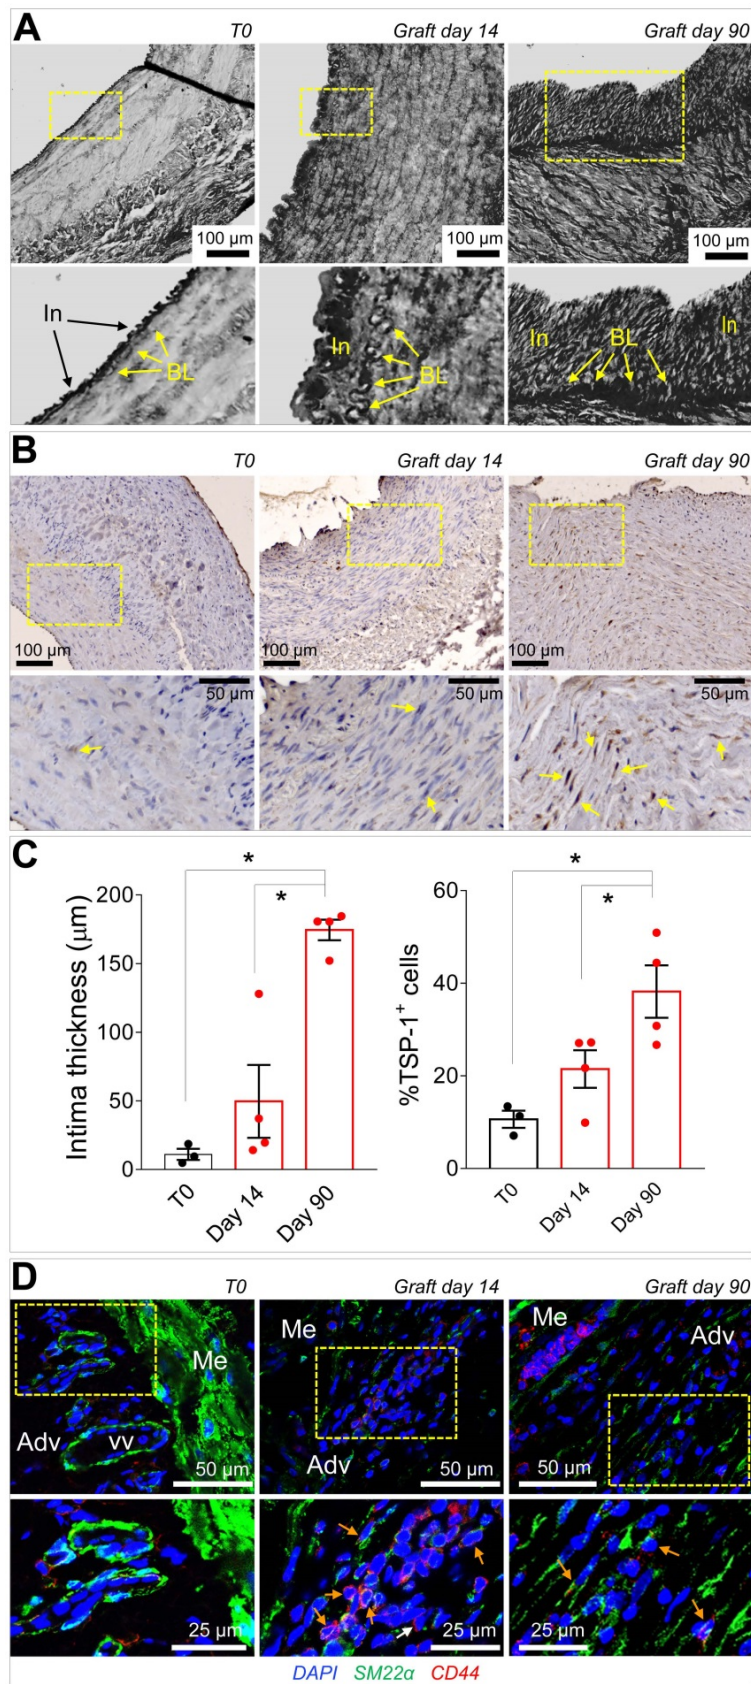 A
T0 Graft day 14 Graft day 90
100 µm 100 µm 100 µm
In BL In BL In BL In
B
T0 Graft day 14 Graft day 90
100 µm 100 µm 100 µm
50 µm 50 µm 50 µm
C
* *
* *
Intima thickness (µm)
200
150
100
50
0
T0 Day 14 Day 90
%TSP-1+ cells
60
40
20
0
T0 Day 14 Day 90
D
T0 Graft day 14 Graft day 90
Me Me Me Adv
Adv vv Adv
50 µm 50 µm 50 µm
25 µm 25 µm 25 µm
DAPI SM22α CD44